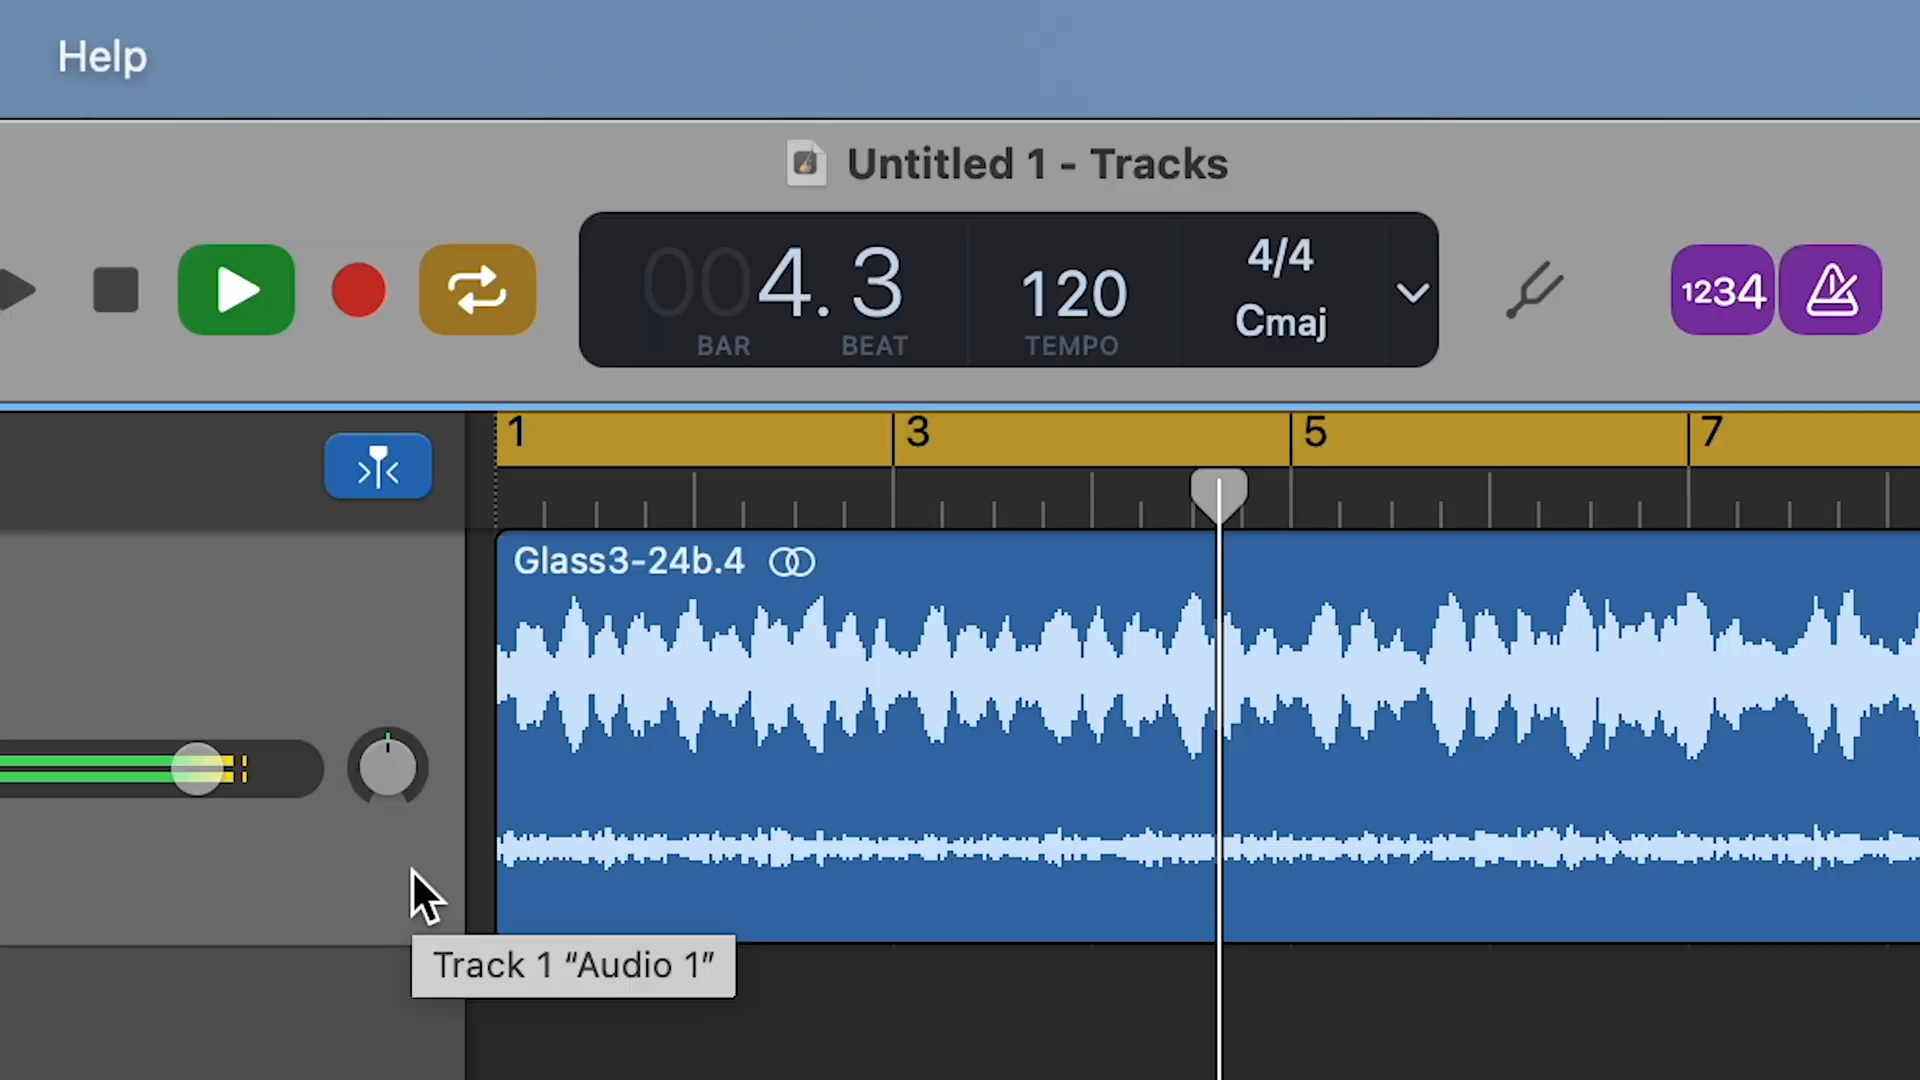 Help
Untitled 1 - Tracks
004. 3
BAR BEAT
120
TEMPO
4/4
Cmaj
1234
1 3 5 7
Glass3-24b.4
Track 1 “Audio 1”